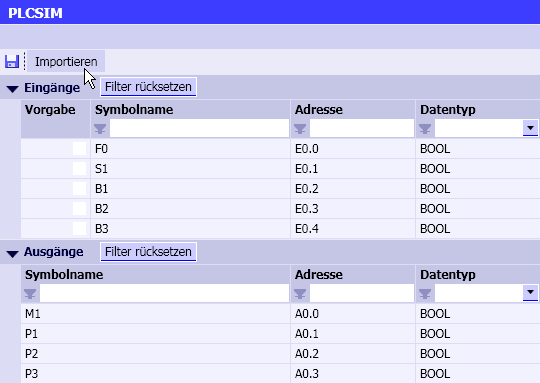 PLCSIM
Importieren
Eingänge Filter rücksetzen
Vorgabe Symbolname Adresse Datentyp
F0 E0.0 BOOL
S1 E0.1 BOOL
B1 E0.2 BOOL
B2 E0.3 BOOL
B3 E0.4 BOOL
Ausgänge Filter rücksetzen
Symbolname Adresse Datentyp
M1 A0.0 BOOL
P1 A0.1 BOOL
P2 A0.2 BOOL
P3 A0.3 BOOL